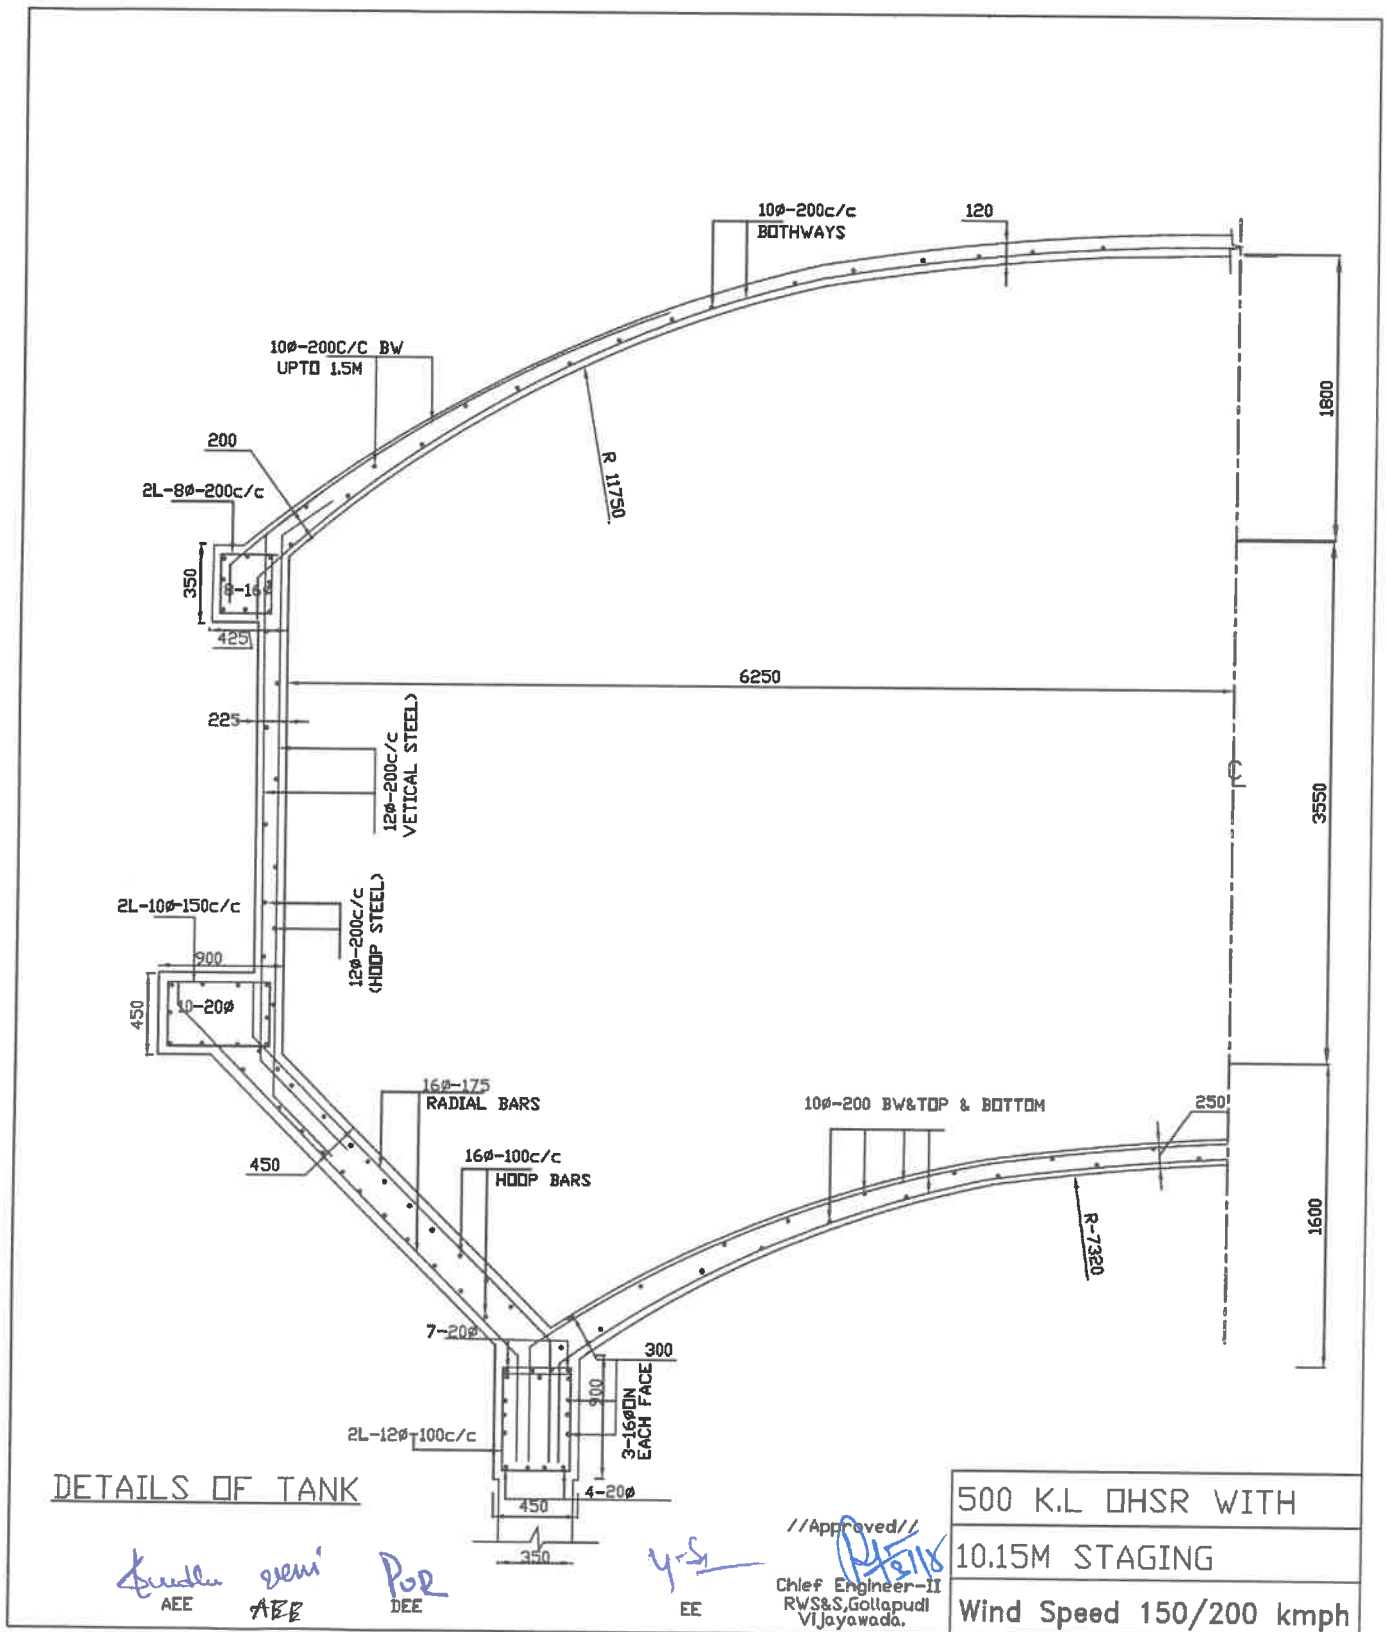 10ø-200c/c
BOTHWAYS
120
10ø-200C/C BW
UPTO 1.5M
200
2L-8ø-200c/c
R 11750.
1800
350
8-16ø
425
6250
225
12ø-200c/c
VETICAL STEEL)
CL
3550
2L-10ø-150c/c
12ø-200c/c
(HOOP STEEL)
900
450
10-20ø
16ø-175
RADIAL BARS
10ø-200 BW&TOP & BOTTOM
250
450
16ø-100c/c
HOOP BARS
R-7320
1600
7-20ø
300
900
3-16øON
EACH FACE
2L-12ø-100c/c
4-20ø
450
350
DETAILS OF TANK
500 K.L OHSR WITH
10.15M STAGING
Wind Speed 150/200 kmph
//Approved//
Chief Engineer-II
RWS&S,Gollapudi
Vijayawada.
AEE
AEE
DEE
EE